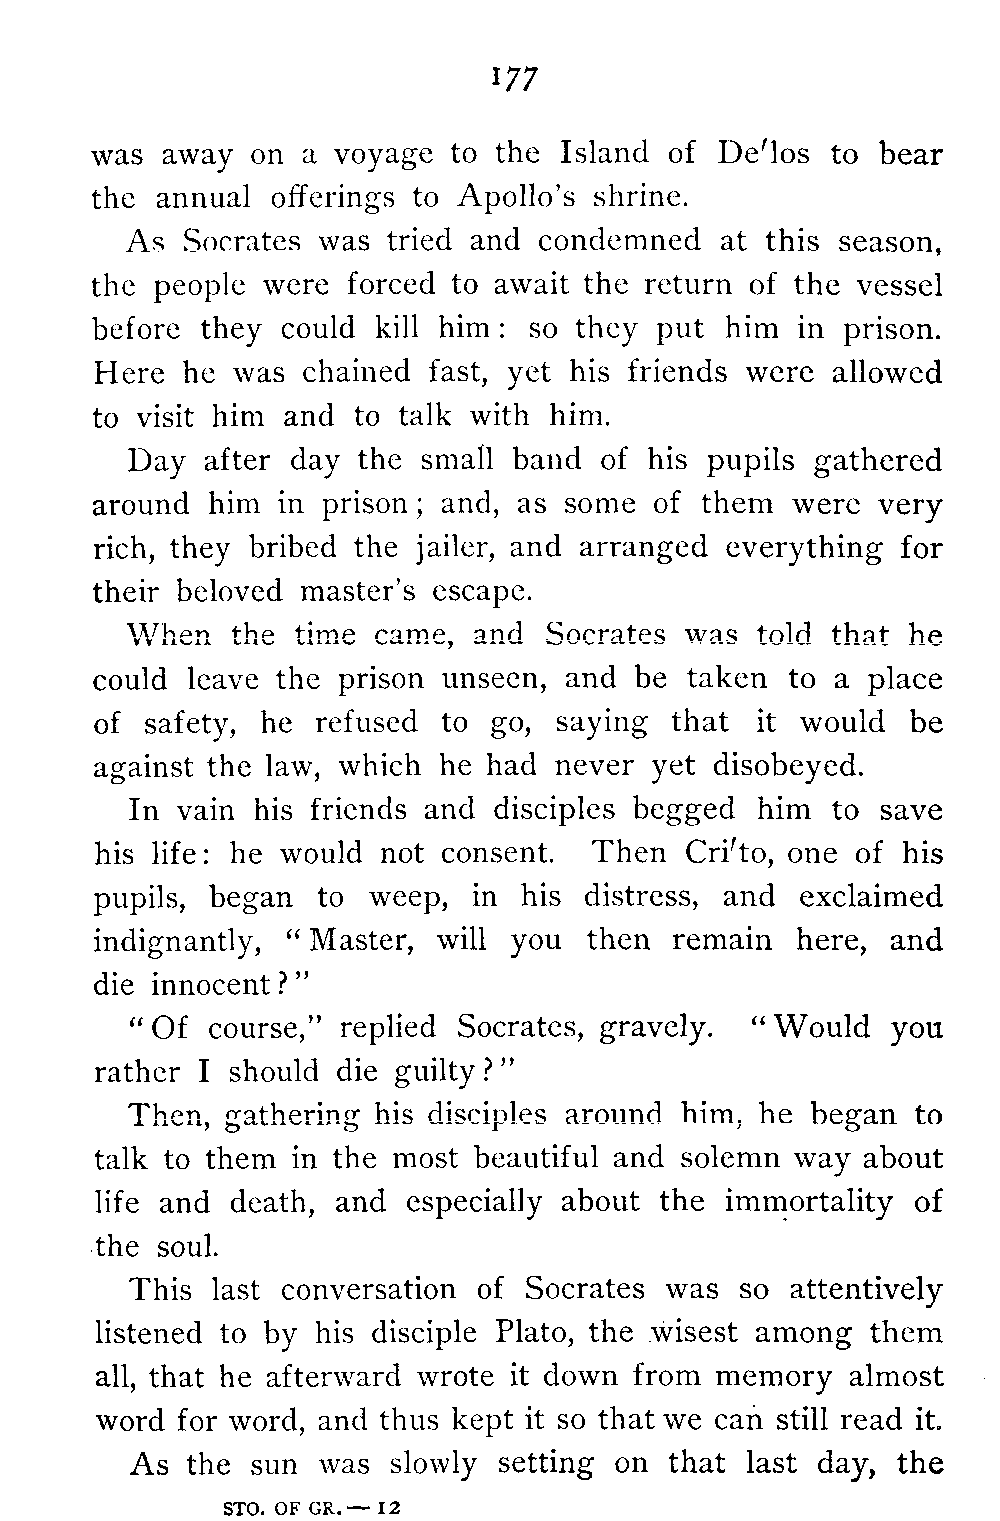 177
was away on a voyage to the Island of De′los to bear
the annual offerings to Apollo's shrine.
As Socrates was tried and condemned at this season,
the people were forced to await the return of the vessel
before they could kill him: so they put him in prison.
Here he was chained fast, yet his friends were allowed
to visit him and to talk with him.
Day after day the small band of his pupils gathered
around him in prison; and, as some of them were very
rich, they bribed the jailer, and arranged everything for
their beloved master's escape.
When the time came, and Socrates was told that he
could leave the prison unseen, and be taken to a place
of safety, he refused to go, saying that it would be
against the law, which he had never yet disobeyed.
In vain his friends and disciples begged him to save
his life: he would not consent. Then Cri′to, one of his
pupils, began to weep, in his distress, and exclaimed
indignantly, "Master, will you then remain here, and
die innocent?"
"Of course," replied Socrates, gravely. "Would you
rather I should die guilty?"
Then, gathering his disciples around him, he began to
talk to them in the most beautiful and solemn way about
life and death, and especially about the immortality of
the soul.
This last conversation of Socrates was so attentively
listened to by his disciple Plato, the wisest among them
all, that he afterward wrote it down from memory almost
word for word, and thus kept it so that we can still read it.
As the sun was slowly setting on that last day, the
STO. OF GR.—12